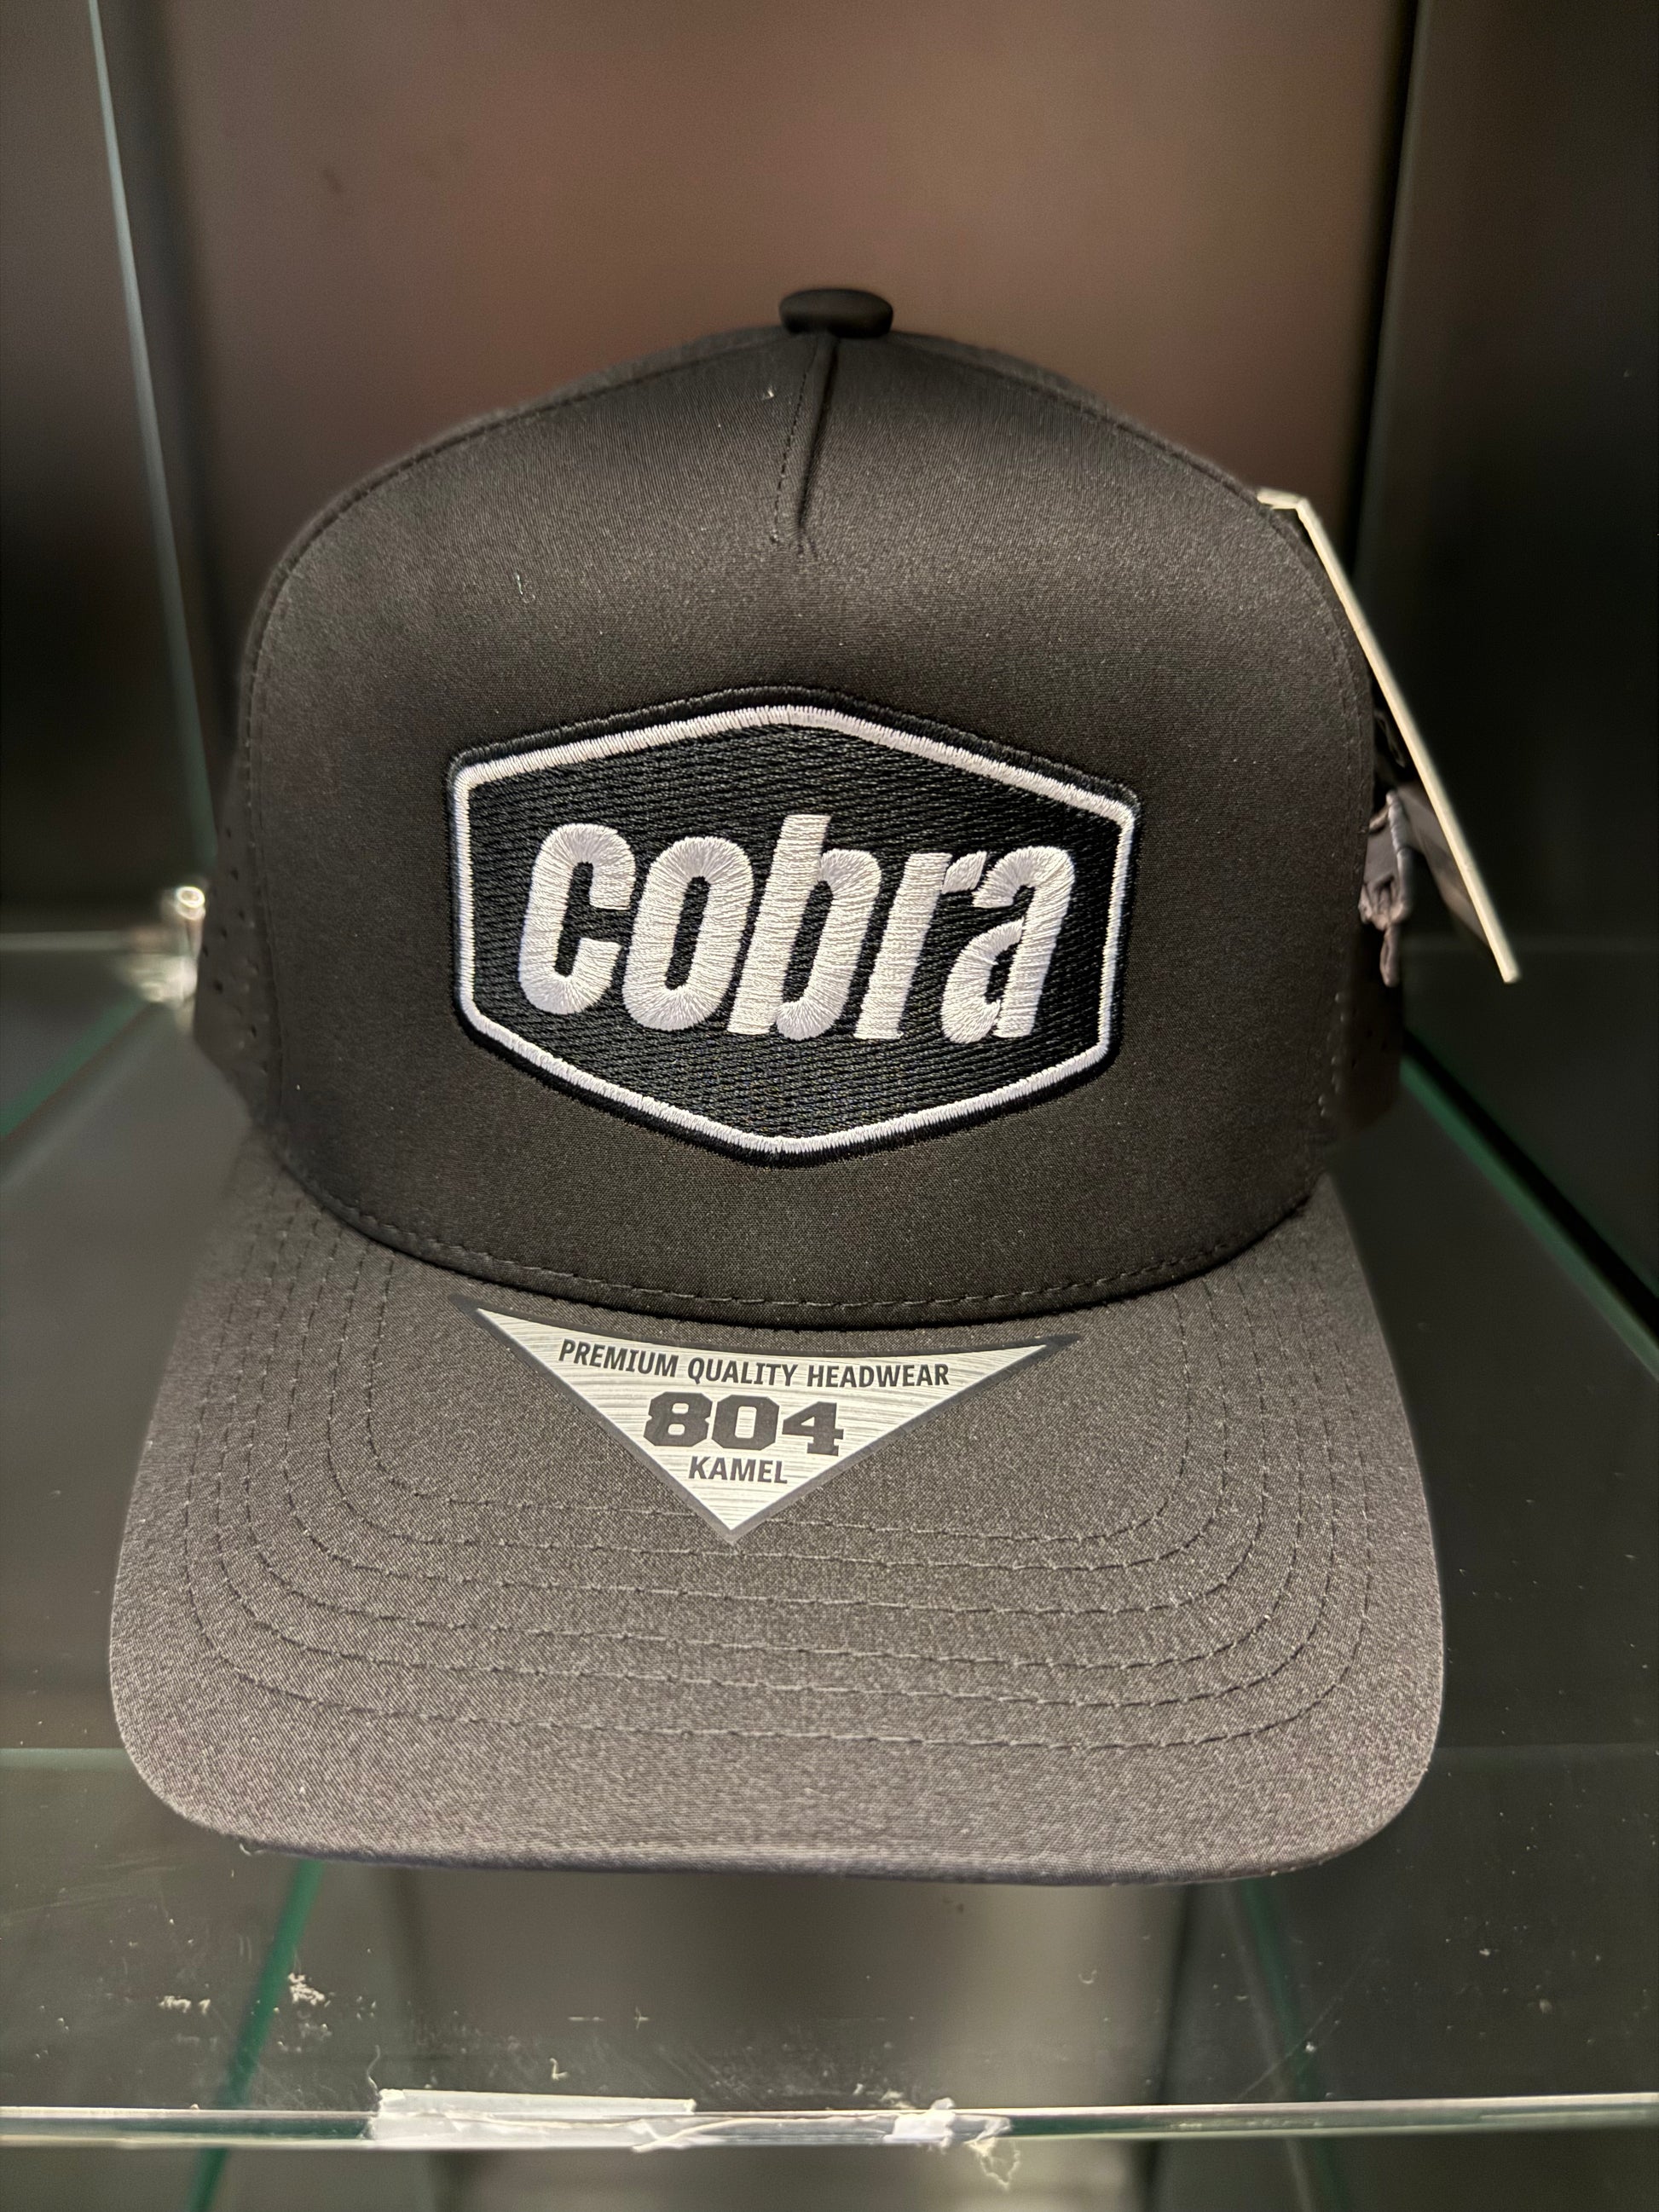 cobra
PREMIUM QUALITY HEADWEAR
804
KAMEL